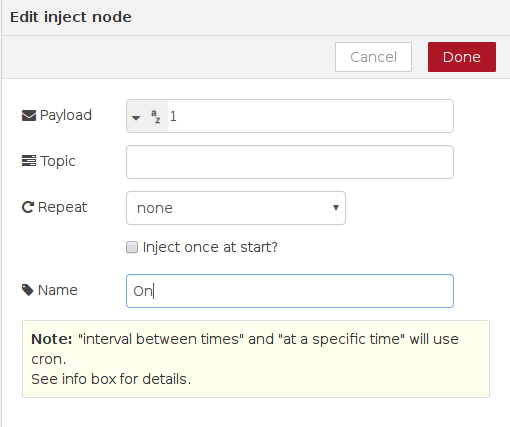 Edit inject node
Cancel Done
Payload az 1
Topic
Repeat none
Inject once at start?
Name On
Note: "interval between times" and "at a specific time" will use
cron.
See info box for details.